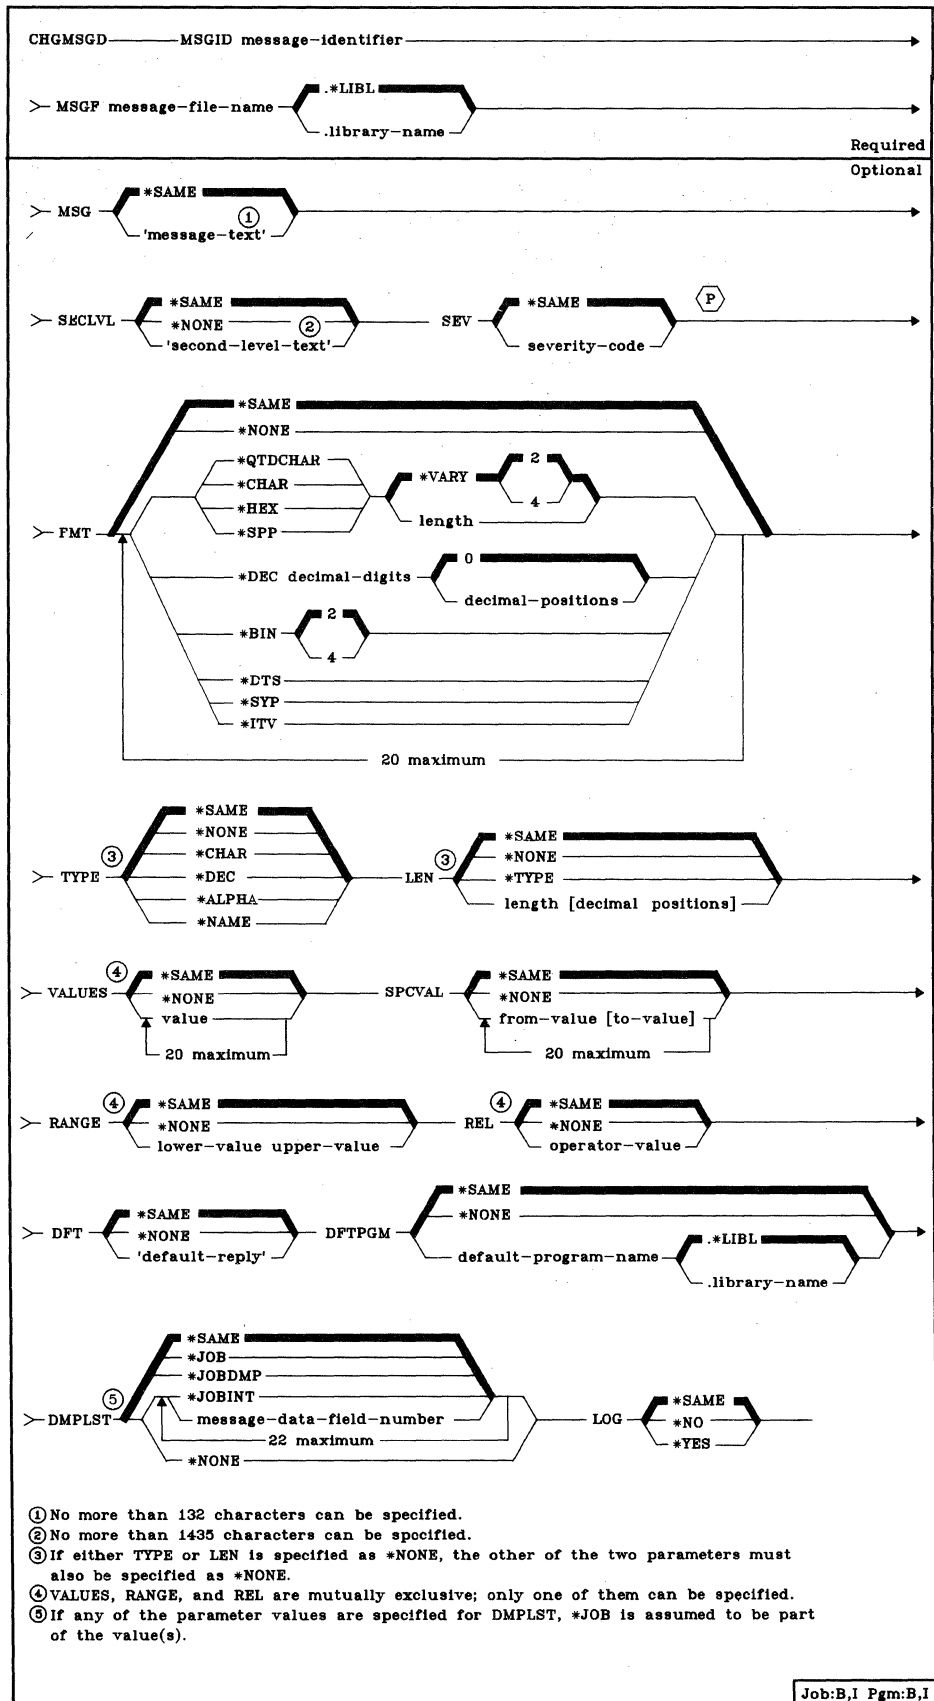 CHGMSGD MSGID message-identifier
.*LIBL
MSGF message-file-name
.library-name
Required
Optional
*SAME
MSG
①
'message-text'
*SAME *SAME P
SECLVL *NONE ② SEV
'second-level-text' severity-code
*SAME
*NONE
*QTDCHAR 2
*CHAR *VARY
*HEX 4
length
FMT *SPP
0
*DEC decimal-digits
decimal-positions
2
*BIN
4
*DTS
*SYP
*ITV
20 maximum
*SAME
*NONE *SAME
③ *CHAR ③ *NONE
TYPE *DEC LEN *TYPE
*ALPHA length [decimal positions]
*NAME
④ *SAME *SAME
VALUES *NONE SPCVAL *NONE
value from-value [to-value]
20 maximum 20 maximum
④ *SAME ④ *SAME
RANGE *NONE REL *NONE
lower-value upper-value operator-value
*SAME
*SAME *NONE
DFT *NONE DFTPGM .*LIBL
'default-reply' default-program-name
.library-name
*SAME
*JOB
*JOBDMP
⑤ *JOBINT *SAME
DMPLST message-data-field-number LOG *NO
22 maximum *YES
*NONE
① No more than 132 characters can be specified.
② No more than 1435 characters can be specified.
③ If either TYPE or LEN is specified as *NONE, the other of the two parameters must
also be specified as *NONE.
④ VALUES, RANGE, and REL are mutually exclusive; only one of them can be specified.
⑤ If any of the parameter values are specified for DMPLST, *JOB is assumed to be part
of the value(s).
Job:B,I Pgm:B,I